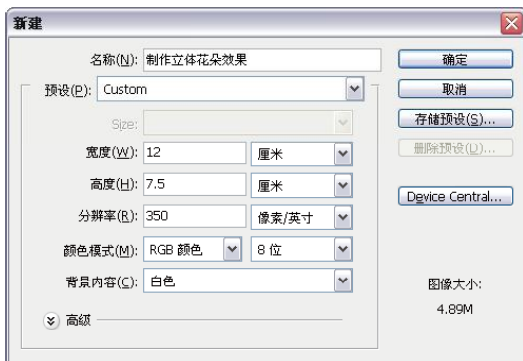 新建
名称(N): 制作立体花朵效果
确定
预设(P): Custom
取消
Size:
存储预设(S)...
宽度(W): 12 厘米
删除预设(D)...
高度(H): 7.5 厘米
Device Central...
分辨率(R): 350 像素/英寸
颜色模式(M): RGB 颜色 8 位
背景内容(C): 白色
图像大小:
4.89M
高级